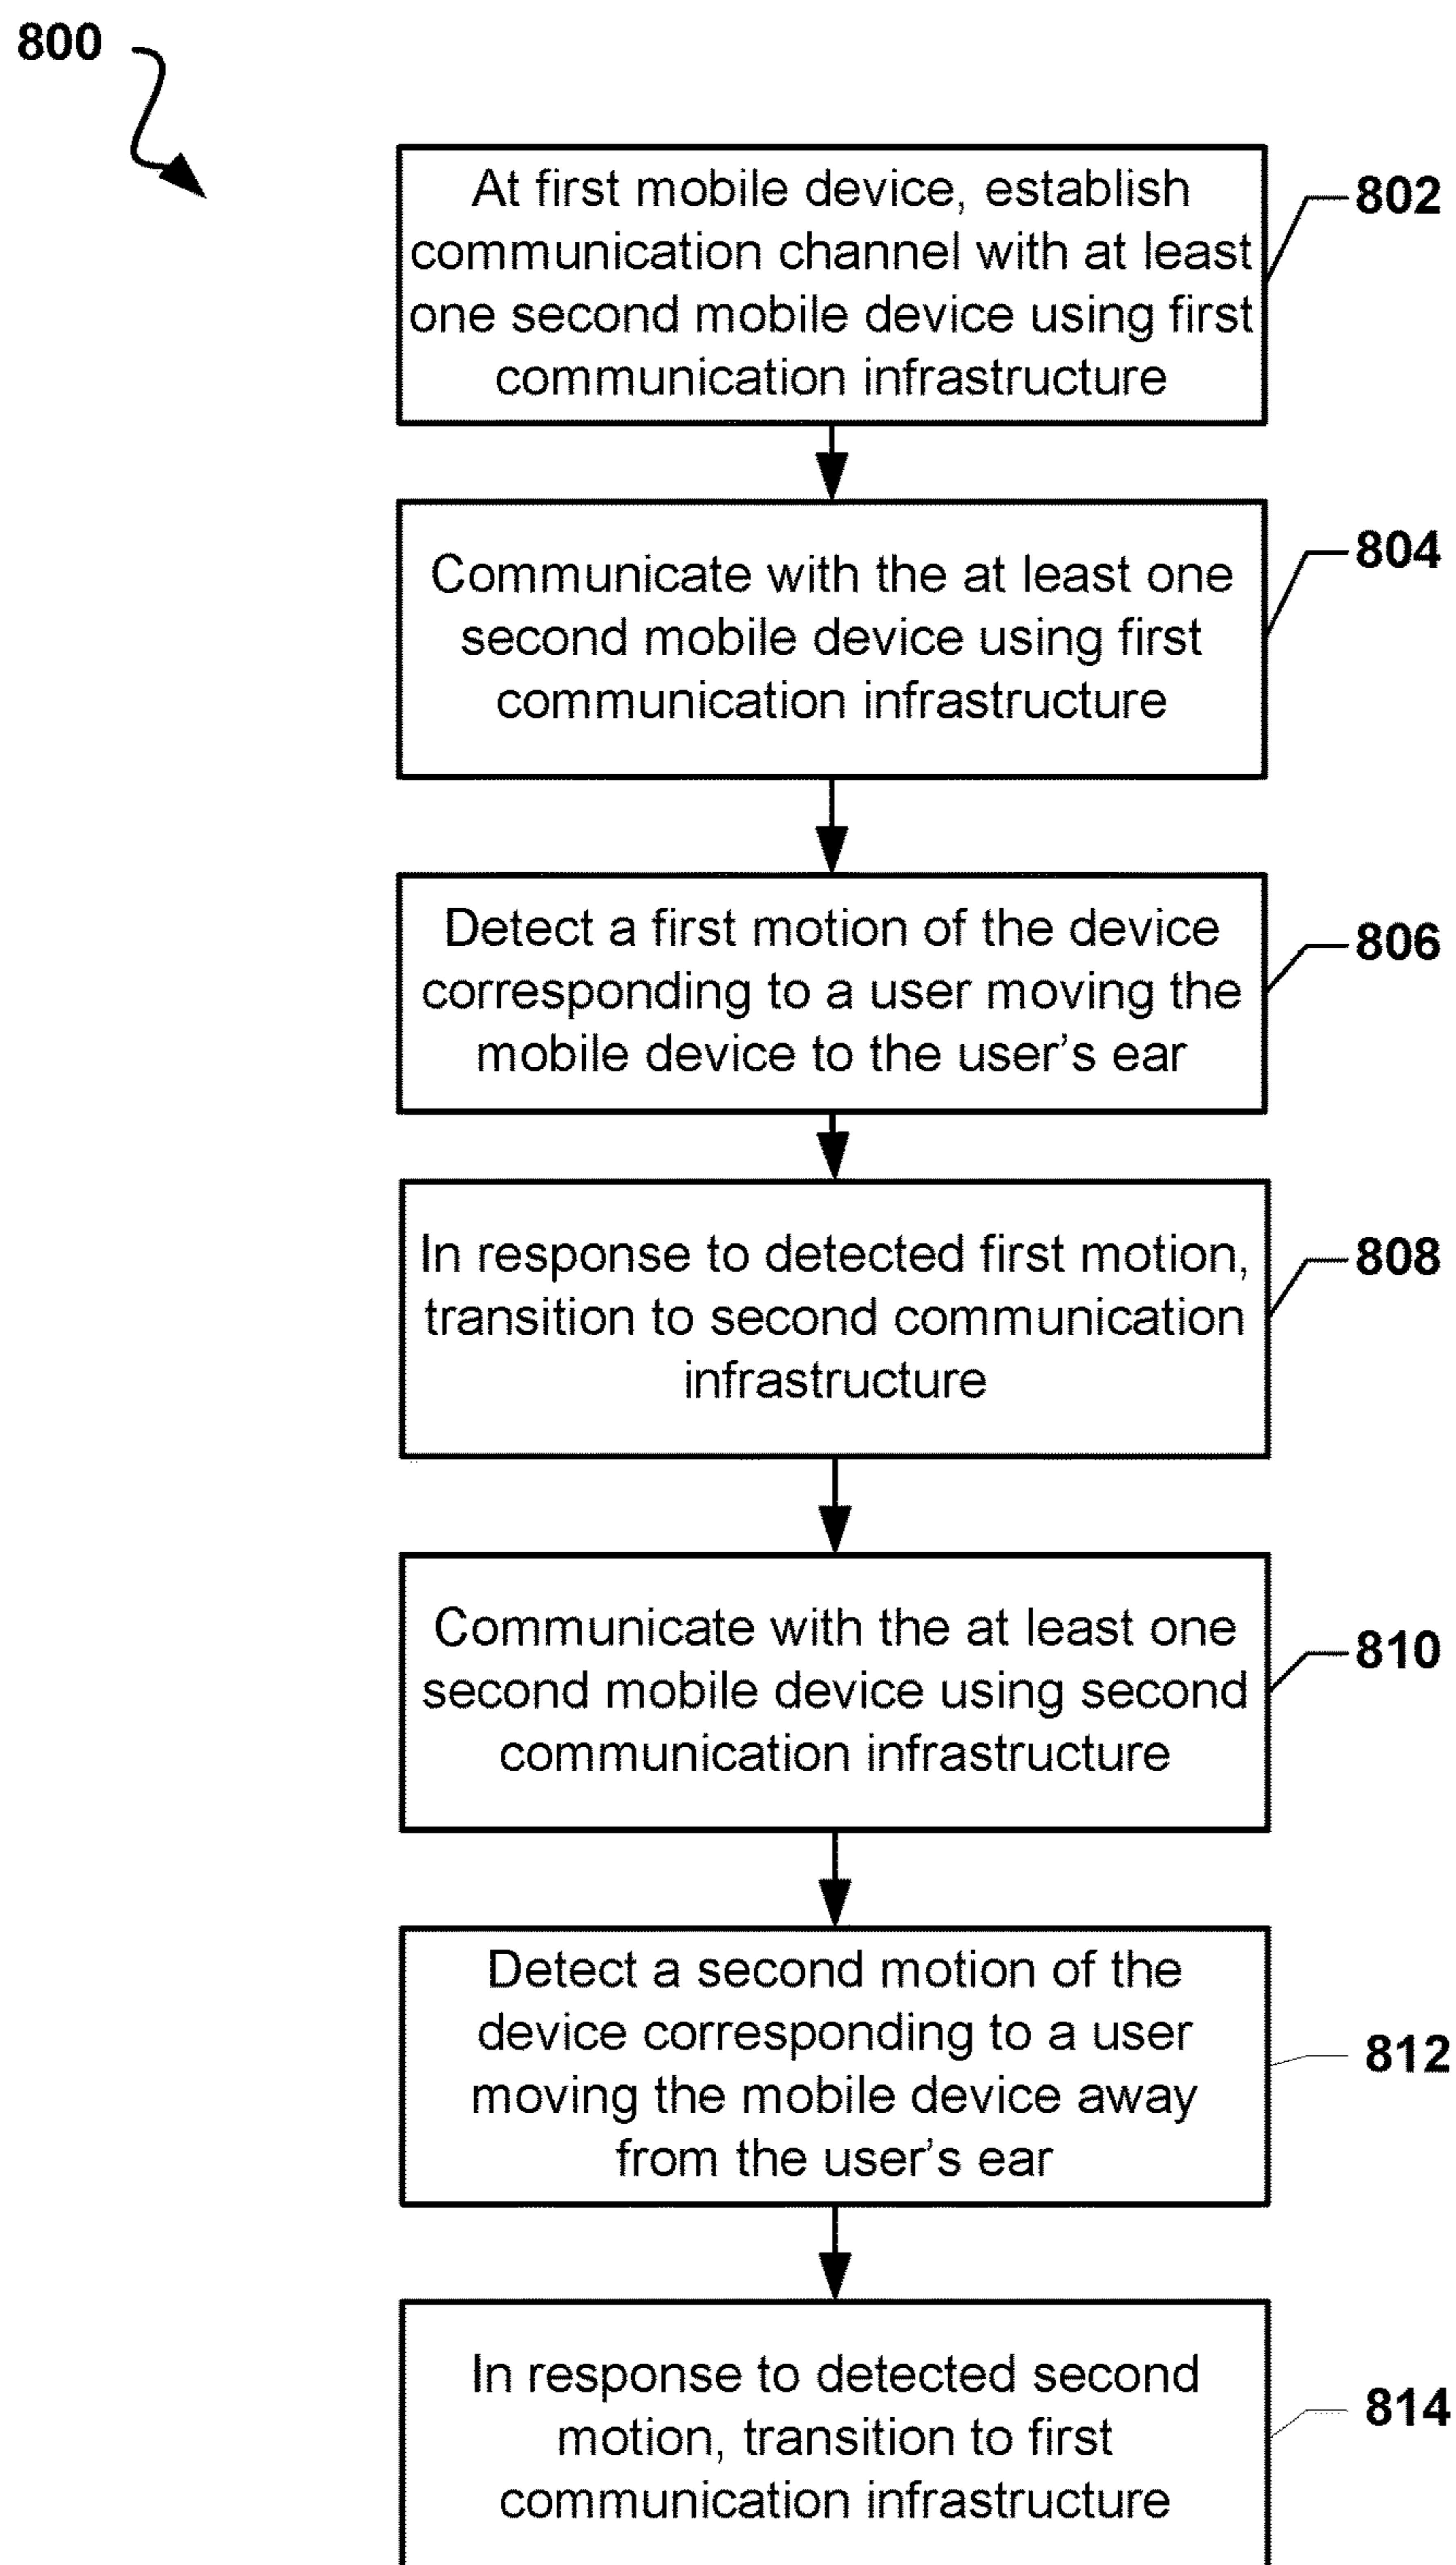 800
At first mobile device, establish
communication channel with at least
one second mobile device using first
communication infrastructure
802
Communicate with the at least one
second mobile device using first
communication infrastructure
804
Detect a first motion of the device
corresponding to a user moving the
mobile device to the user’s ear
806
In response to detected first motion,
transition to second communication
infrastructure
808
Communicate with the at least one
second mobile device using second
communication infrastructure
810
Detect a second motion of the
device corresponding to a user
moving the mobile device away
from the user’s ear
812
In response to detected second
motion, transition to first
communication infrastructure
814